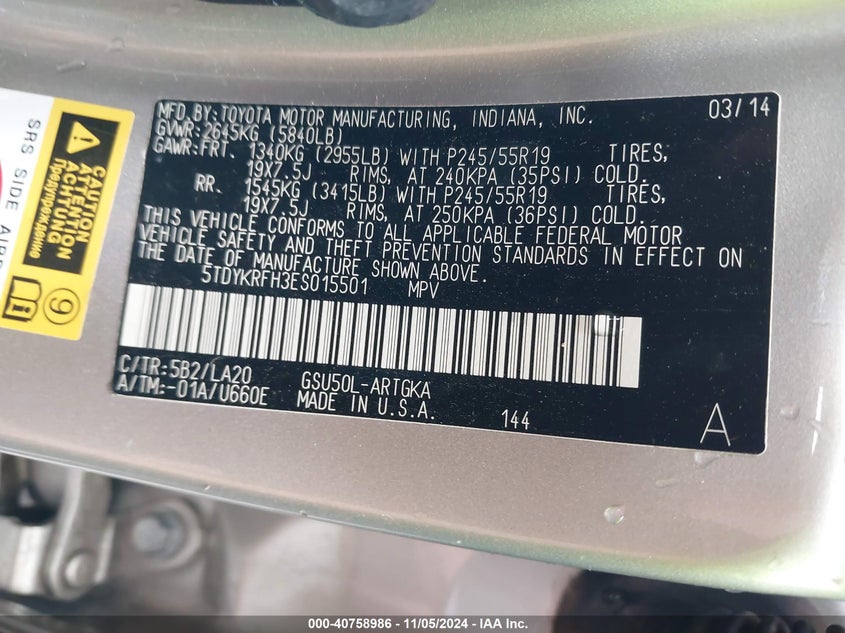 MFD. BY: TOYOTA MOTOR MANUFACTURING, INDIANA, INC. 03/14
GVWR: 2645KG (5840LB)
GAWR: FRT. 1340KG (2955LB) WITH P245/55R19 TIRES,
19X7.5J RIMS, AT 240KPA (35PSI) COLD.
RR. 1545KG (3415LB) WITH P245/55R19 TIRES,
19X7.5J RIMS, AT 250KPA (36PSI) COLD.
THIS VEHICLE CONFORMS TO ALL APPLICABLE FEDERAL MOTOR
VEHICLE SAFETY AND THEFT PREVENTION STANDARDS IN EFFECT ON
THE DATE OF MANUFACTURE SHOWN ABOVE.
5TDYKRFH3ES015501 MPV
C/TR: 5B2/LA20 GSU50L-ARTGKA
A/TM: -01A/U660E MADE IN U.S.A. 144 A
SRS SIDE
CAUTION
ATTENTION
ACHTUNG
Предупреждение
9
000-40758986 - 11/05/2024 - IAA Inc.